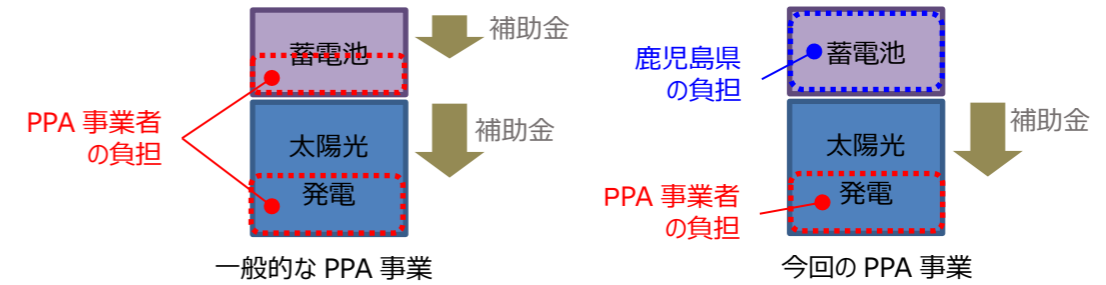 蓄電池
補助金
PPA 事業者
の負担
太陽光
発電
補助金
一般的な PPA 事業
鹿児島県
の負担
蓄電池
太陽光
発電
補助金
PPA 事業者
の負担
今回の PPA 事業